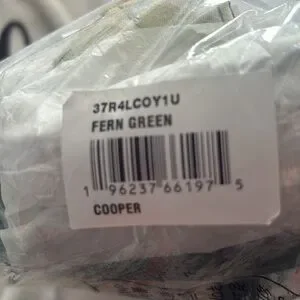 37R4LCOY1U
FERN GREEN
1 96237 66197 5
COOPER